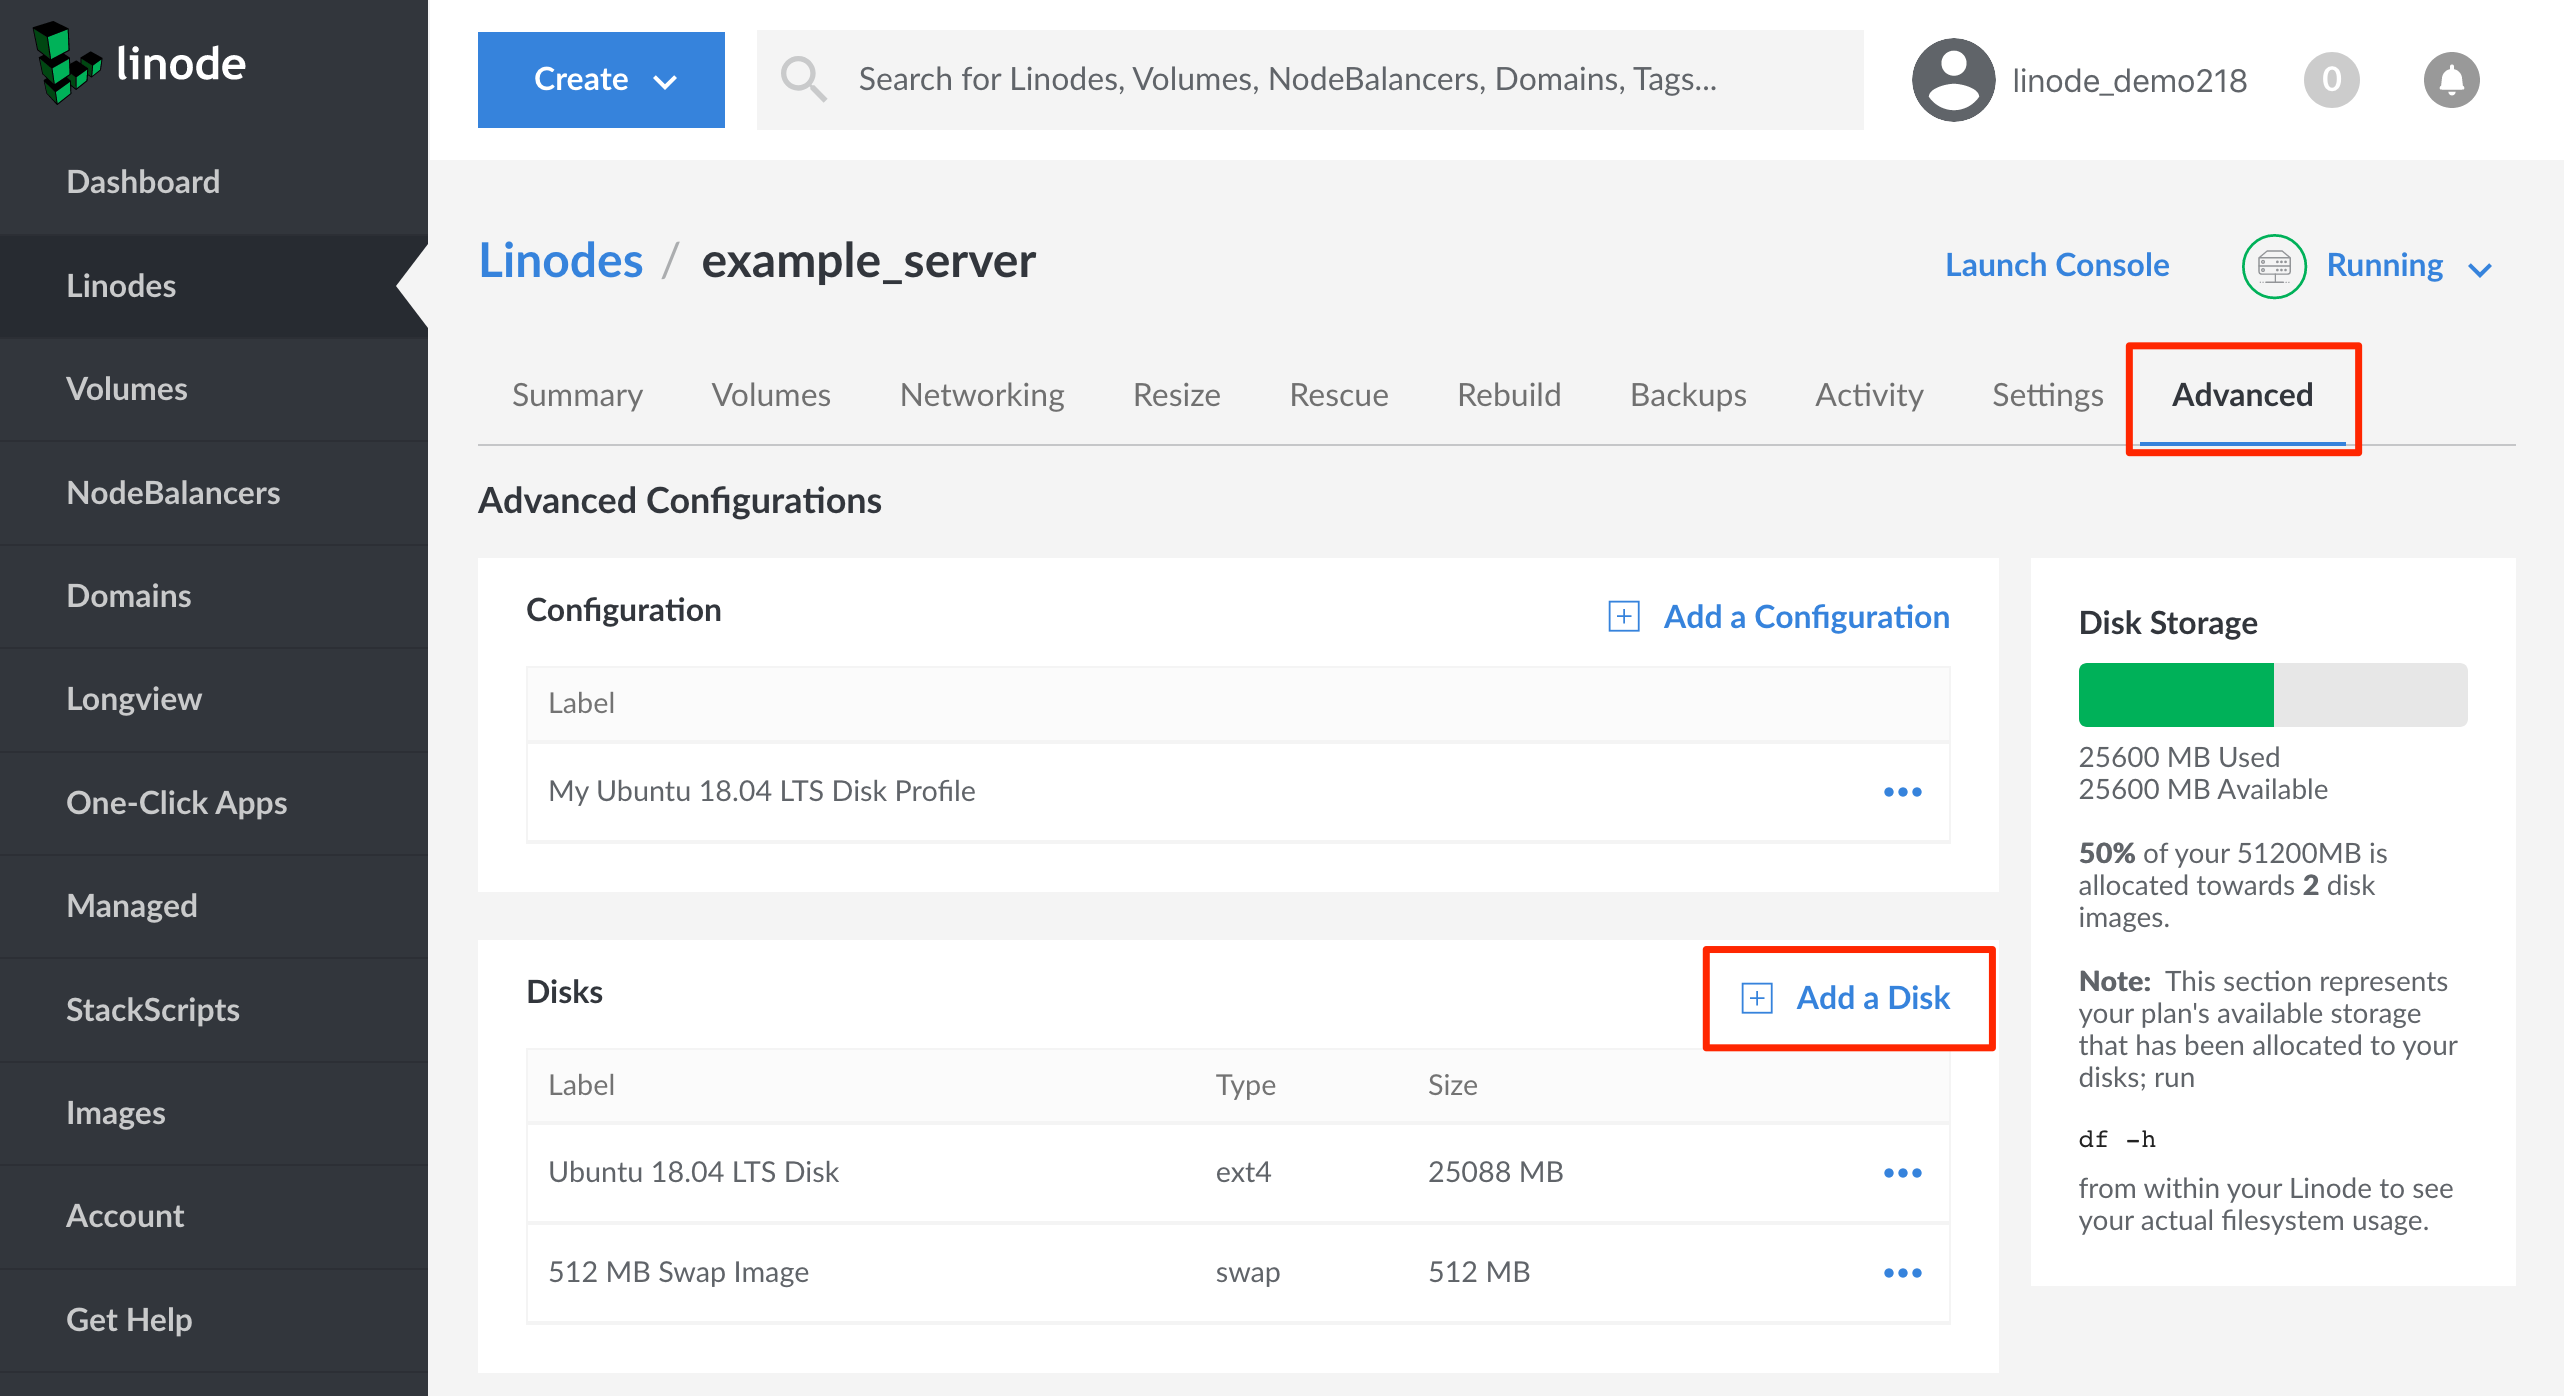 linode
Create
Search for Linodes, Volumes, NodeBalancers, Domains, Tags...
linode_demo218
0
Dashboard
Linodes
Volumes
NodeBalancers
Domains
Longview
One-Click Apps
Managed
StackScripts
Images
Account
Get Help
Linodes / example_server
Launch Console
Running
Summary
Volumes
Networking
Resize
Rescue
Rebuild
Backups
Activity
Settings
Advanced
Advanced Configurations
Configuration
Add a Configuration
Label
My Ubuntu 18.04 LTS Disk Profile
Disks
Add a Disk
Label Type Size
Ubuntu 18.04 LTS Disk ext4 25088 MB
512 MB Swap Image swap 512 MB
Disk Storage
25600 MB Used
25600 MB Available
50% of your 51200MB is
allocated towards 2 disk
images.
Note: This section represents
your plan's available storage
that has been allocated to your
disks; run
df -h
from within your Linode to see
your actual filesystem usage.